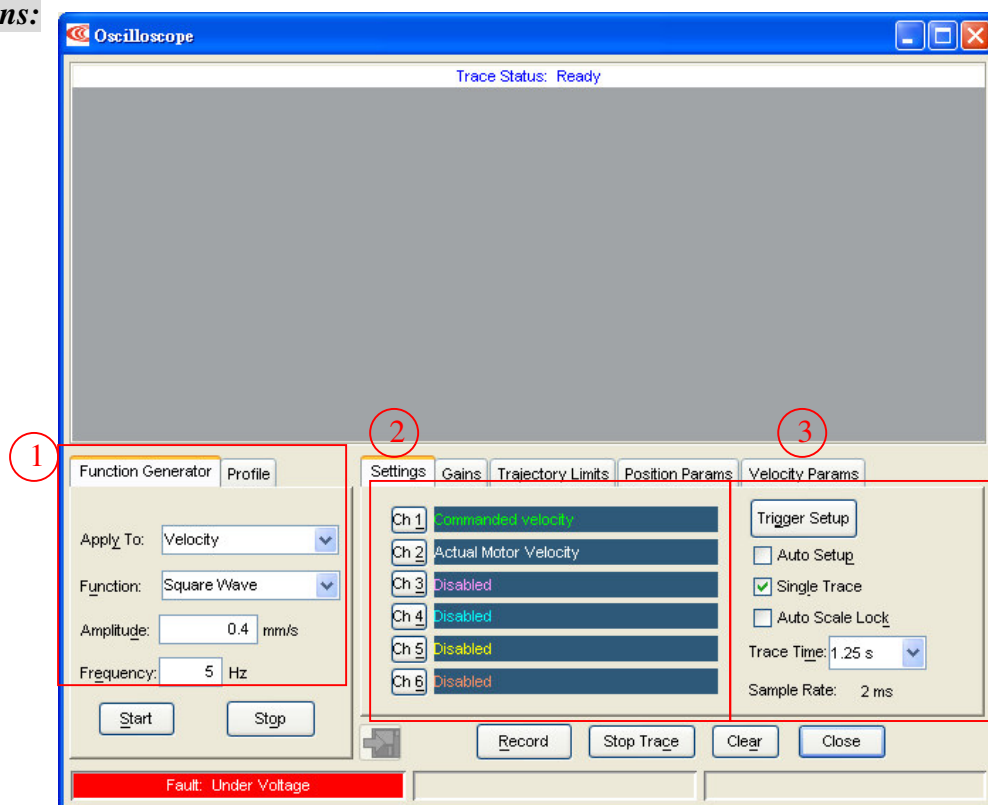 ns:
Oscilloscope
Trace Status: Ready
1
2
3
Function Generator
Profile
Apply To: Velocity
Function: Square Wave
Amplitude: 0.4 mm/s
Frequency: 5 Hz
Start
Stop
Settings
Gains
Trajectory Limits
Position Params
Velocity Params
Ch 1 Commanded velocity
Ch 2 Actual Motor Velocity
Ch 3 Disabled
Ch 4 Disabled
Ch 5 Disabled
Ch 6 Disabled
Trigger Setup
Auto Setup
Single Trace
Auto Scale Lock
Trace Time: 1.25 s
Sample Rate: 2 ms
Record
Stop Trace
Clear
Close
Fault: Under Voltage